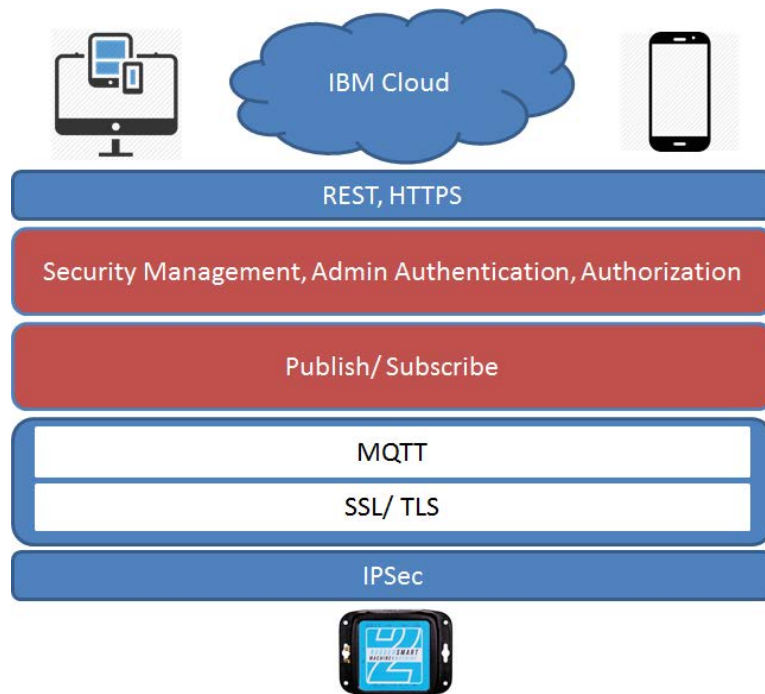 IBM Cloud
REST, HTTPS
Security Management, Admin Authentication, Authorization
Publish/ Subscribe
MQTT
SSL/ TLS
IPSec